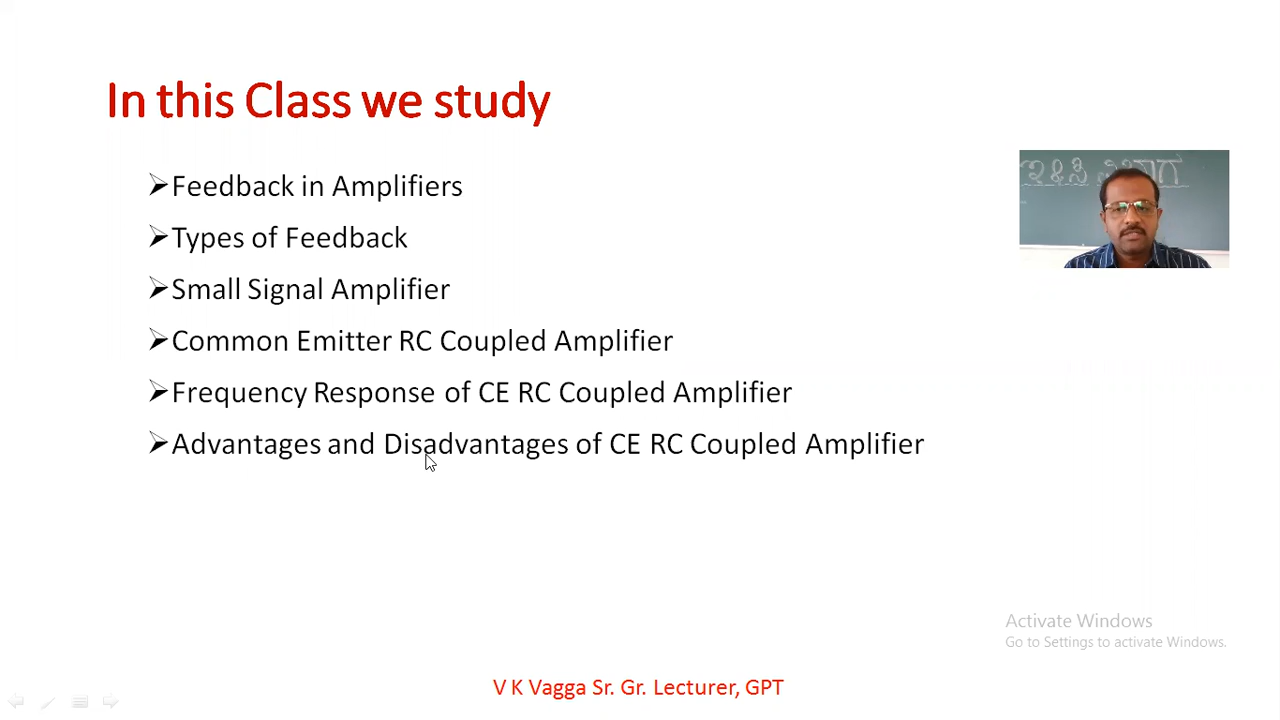 In this Class we study
➢Feedback in Amplifiers
➢Types of Feedback
➢Small Signal Amplifier
➢Common Emitter RC Coupled Amplifier
➢Frequency Response of CE RC Coupled Amplifier
➢Advantages and Disadvantages of CE RC Coupled Amplifier
Activate Windows
Go to Settings to activate Windows.
V K Vagga Sr. Gr. Lecturer, GPT